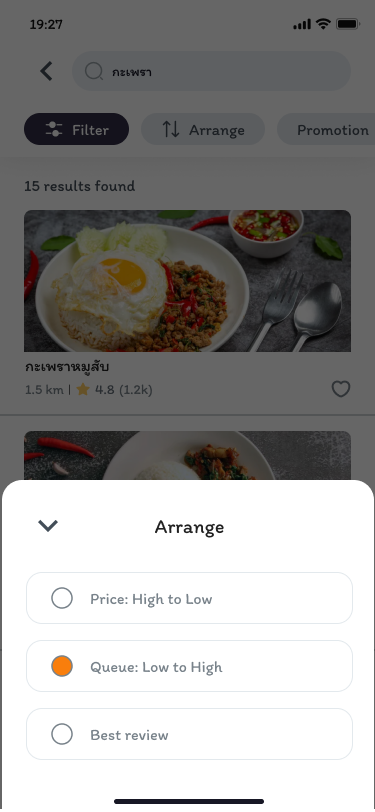 19:27
กะเพรา
Filter
Arrange
Promotion
15 results found
กะเพราหมูสับ
1.5 km | 4.8 (1.2k)
Arrange
Price: High to Low
Queue: Low to High
Best review